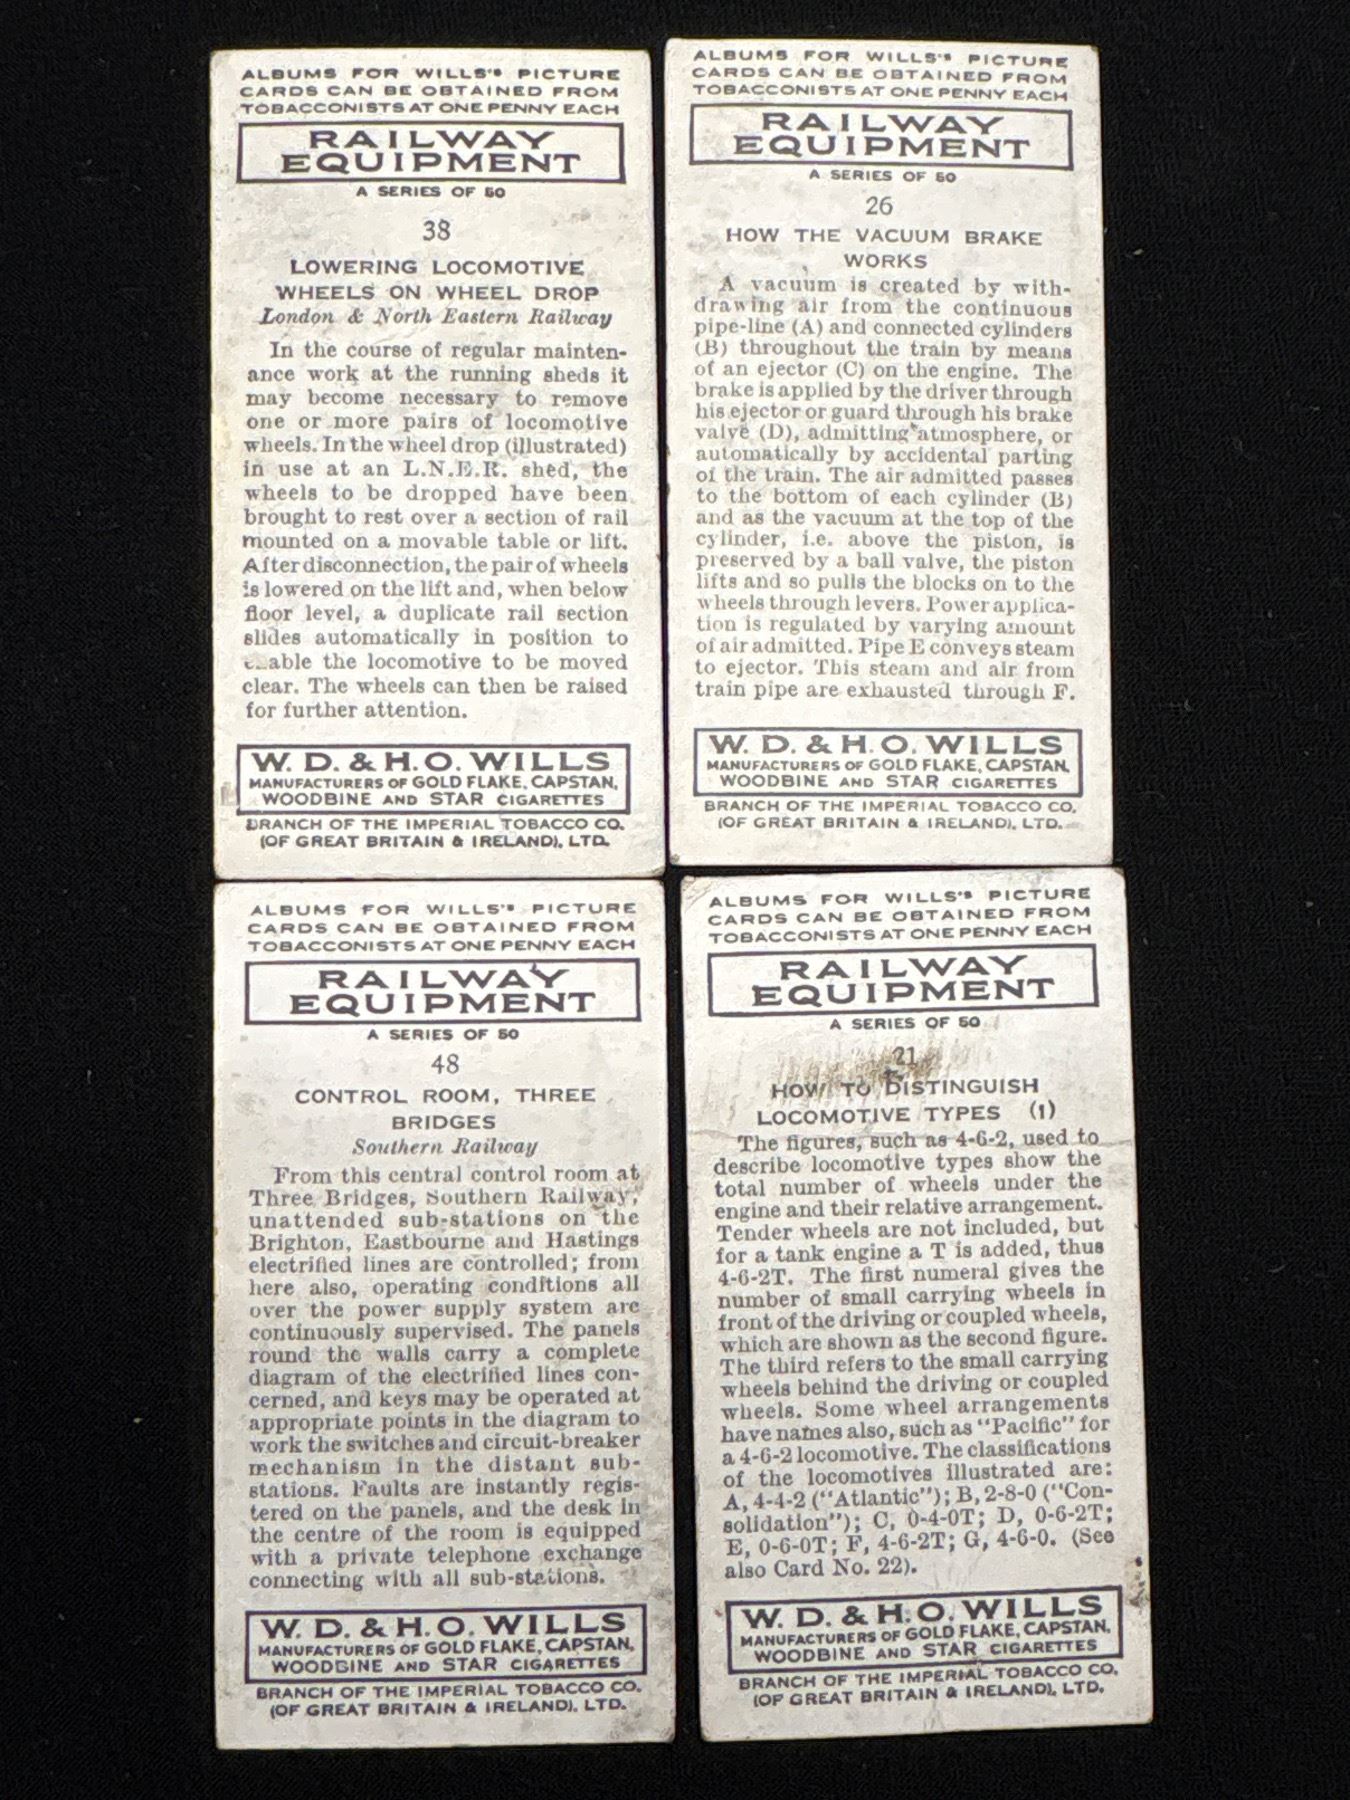 ALBUMS FOR WILLS'S PICTURE
CARDS CAN BE OBTAINED FROM
TOBACCONISTS AT ONE PENNY EACH
RAILWAY
EQUIPMENT
A SERIES OF 50
38
LOWERING LOCOMOTIVE
WHEELS ON WHEEL DROP
London & North Eastern Railway
In the course of regular mainten-
ance work at the running sheds it
may become necessary to remove
one or more pairs of locomotive
wheels. In the wheel drop (illustrated)
in use at an L.N.E.R. shed, the
wheels to be dropped have been
brought to rest over a section of rail
mounted on a movable table or lift.
After disconnection, the pair of wheels
is lowered on the lift and, when below
floor level, a duplicate rail section
slides automatically in position to
enable the locomotive to be moved
clear. The wheels can then be raised
for further attention.
W. D. & H. O. WILLS
MANUFACTURERS OF GOLD FLAKE, CAPSTAN,
WOODBINE AND STAR CIGARETTES
BRANCH OF THE IMPERIAL TOBACCO CO.
(OF GREAT BRITAIN & IRELAND), LTD.
ALBUMS FOR WILLS'S PICTURE
CARDS CAN BE OBTAINED FROM
TOBACCONISTS AT ONE PENNY EACH
RAILWAY
EQUIPMENT
A SERIES OF 50
26
HOW THE VACUUM BRAKE
WORKS
A vacuum is created by with-
drawing air from the continuous
pipe-line (A) and connected cylinders
(B) throughout the train by means
of an ejector (C) on the engine. The
brake is applied by the driver through
his ejector or guard through his brake
valve (D), admitting atmosphere, or
automatically by accidental parting
of the train. The air admitted passes
to the bottom of each cylinder (B)
and as the vacuum at the top of the
cylinder, i.e. above the piston, is
preserved by a ball valve, the piston
lifts and so pulls the blocks on to the
wheels through levers. Power applica-
tion is regulated by varying amount
of air admitted. Pipe E conveys steam
to ejector. This steam and air from
train pipe are exhausted through F.
W. D. & H. O. WILLS
MANUFACTURERS OF GOLD FLAKE, CAPSTAN,
WOODBINE AND STAR CIGARETTES
BRANCH OF THE IMPERIAL TOBACCO CO.
(OF GREAT BRITAIN & IRELAND), LTD.
ALBUMS FOR WILLS'S PICTURE
CARDS CAN BE OBTAINED FROM
TOBACCONISTS AT ONE PENNY EACH
RAILWAY
EQUIPMENT
A SERIES OF 50
48
CONTROL ROOM, THREE
BRIDGES
Southern Railway
From this central control room at
Three Bridges, Southern Railway,
unattended sub-stations on the
Brighton, Eastbourne and Hastings
electrified lines are controlled; from
here also, operating conditions all
over the power supply system are
continuously supervised. The panels
round the walls carry a complete
diagram of the electrified lines con-
cerned, and keys may be operated at
appropriate points in the diagram to
work the switches and circuit-breaker
mechanism in the distant sub-
stations. Faults are instantly regis-
tered on the panels, and the desk in
the centre of the room is equipped
with a private telephone exchange
connecting with all sub-stations.
W. D. & H. O. WILLS
MANUFACTURERS OF GOLD FLAKE, CAPSTAN,
WOODBINE AND STAR CIGARETTES
BRANCH OF THE IMPERIAL TOBACCO CO.
(OF GREAT BRITAIN & IRELAND), LTD.
ALBUMS FOR WILLS'S PICTURE
CARDS CAN BE OBTAINED FROM
TOBACCONISTS AT ONE PENNY EACH
RAILWAY
EQUIPMENT
A SERIES OF 50
21
HOW TO DISTINGUISH
LOCOMOTIVE TYPES (1)
The figures, such as 4-6-2, used to
describe locomotive types show the
total number of wheels under the
engine and their relative arrangement.
Tender wheels are not included, but
for a tank engine a T is added, thus
4-6-2T. The first numeral gives the
number of small carrying wheels in
front of the driving or coupled wheels,
which are shown as the second figure.
The third refers to the small carrying
wheels behind the driving or coupled
wheels. Some wheel arrangements
have names also, such as "Pacific" for
a 4-6-2 locomotive. The classifications
of the locomotives illustrated are:
A, 4-4-2 ("Atlantic"); B, 2-8-0 ("Con-
solidation"); C, 0-4-0T; D, 0-6-2T;
E, 0-6-0T; F, 4-6-2T; G, 4-6-0. (See
also Card No. 22).
W. D. & H. O. WILLS
MANUFACTURERS OF GOLD FLAKE, CAPSTAN,
WOODBINE AND STAR CIGARETTES
BRANCH OF THE IMPERIAL TOBACCO CO.
(OF GREAT BRITAIN & IRELAND), LTD.